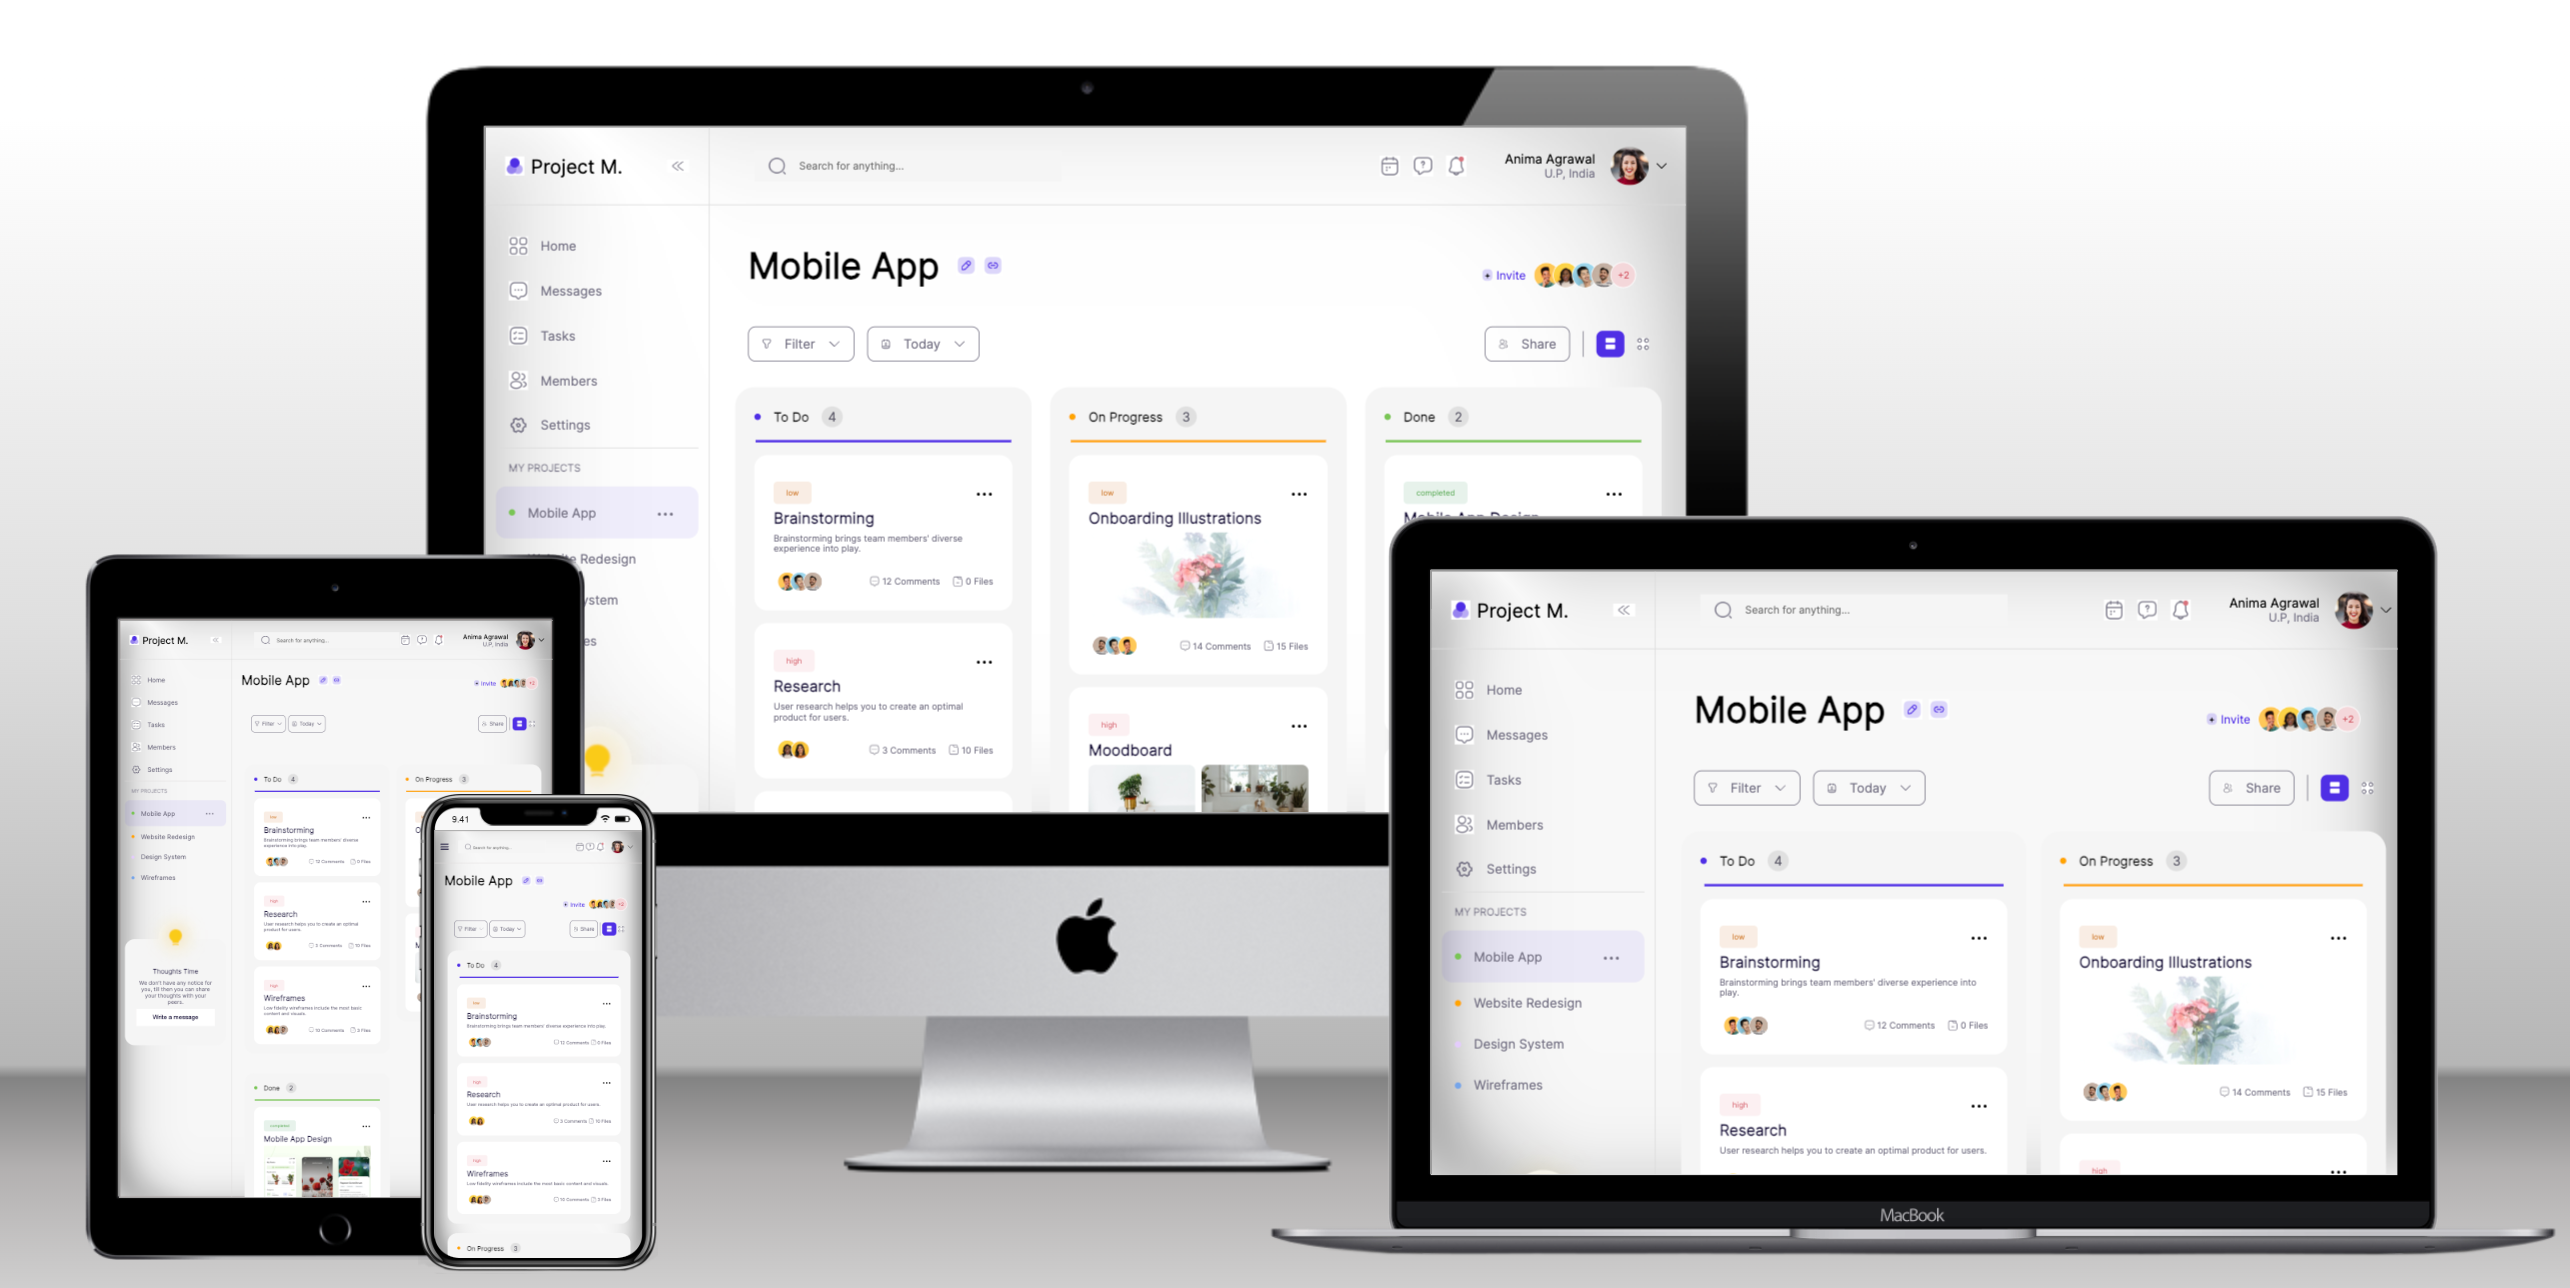 Project M.
Search for anything...
Anima Agrawal
U.P, India
Home
Messages
Tasks
Members
Settings
MY PROJECTS
Mobile App
Redesign
Mobile App
Invite
+2
Filter
Today
Share
To Do 4
low
Brainstorming
Brainstorming brings team members' diverse
experience into play.
12 Comments
0 Files
high
Research
User research helps you to create an optimal
product for users.
3 Comments
10 Files
On Progress 3
low
Onboarding Illustrations
14 Comments
15 Files
high
Moodboard
Done 2
completed
Mobile App Design
Project M.
Search for anything...
Anima Agrawal
U.P, India
Home
Messages
Tasks
Members
Settings
MY PROJECTS
Mobile App
Website Redesign
Design System
Wireframes
Thoughts Time
We don't have any notice for
you, till then you can share
your thoughts with your
peers.
Write a message
Mobile App
Invite
+2
Filter
Today
Share
To Do 4
low
Brainstorming
Brainstorming brings team members' diverse
experience into play.
12 Comments
0 Files
high
Research
User research helps you to create an optimal
product for users.
3 Comments
10 Files
high
Wireframes
Low fidelity wireframes include the most basic
content and visuals.
10 Comments
3 Files
On Progress 3
Done 2
completed
Mobile App Design
9.41
Search for anything...
Mobile App
Invite
+2
Filter
Today
Share
To Do 4
low
Brainstorming
Brainstorming brings team members' diverse experience into play.
12 Comments
0 Files
high
Research
User research helps you to create an optimal product for users.
3 Comments
10 Files
high
Wireframes
Low fidelity wireframes include the most basic content and visuals.
10 Comments
3 Files
On Progress 3
Project M.
Search for anything...
Anima Agrawal
U.P, India
Home
Messages
Tasks
Members
Settings
MY PROJECTS
Mobile App
Website Redesign
Design System
Wireframes
Mobile App
Invite
+2
Filter
Today
Share
To Do 4
low
Brainstorming
Brainstorming brings team members' diverse experience into
play.
12 Comments
0 Files
high
Research
User research helps you to create an optimal product for users.
On Progress 3
low
Onboarding Illustrations
14 Comments
15 Files
high
MacBook